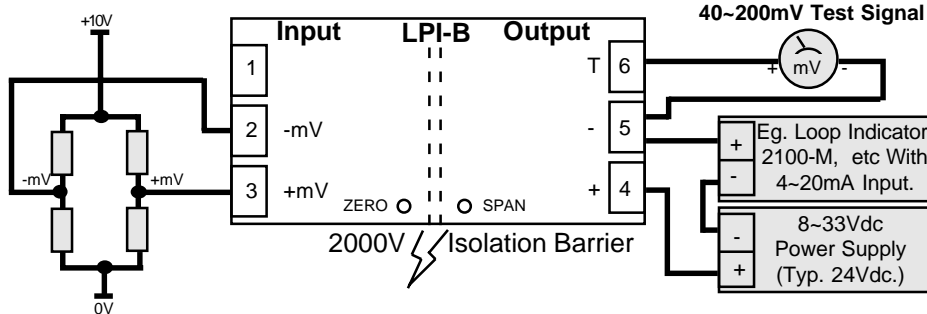 40~200mV Test Signal
+10V
Input
LPI-B
Output
1
T
6
+
mV
-
2
-mV
-
5
+
Eg. Loop Indicator
2100-M, etc With
4~20mA Input.
-
-mV
+mV
3
+mV
+
4
ZERO
SPAN
-
8~33Vdc
Power Supply
(Typ. 24Vdc.)
+
2000V
Isolation Barrier
0V